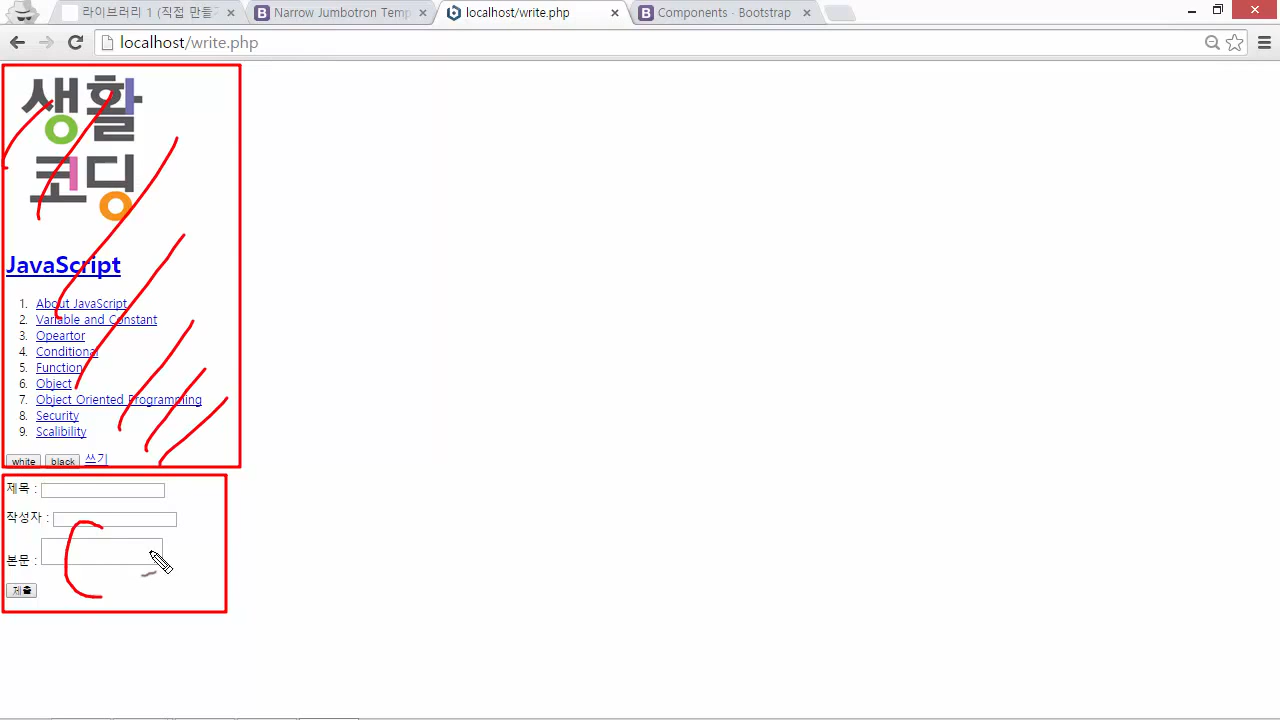 라이브러리 1 (직접 만들기
Narrow Jumbotron Temp
localhost/write.php
Components · Bootstrap
localhost/write.php
생활
코딩
JavaScript
1. About JavaScript
2. Variable and Constant
3. Opeartor
4. Conditional
5. Function
6. Object
7. Object Oriented Programming
8. Security
9. Scalibility
white black 쓰기
제목 :
작성자 :
본문 :
제출